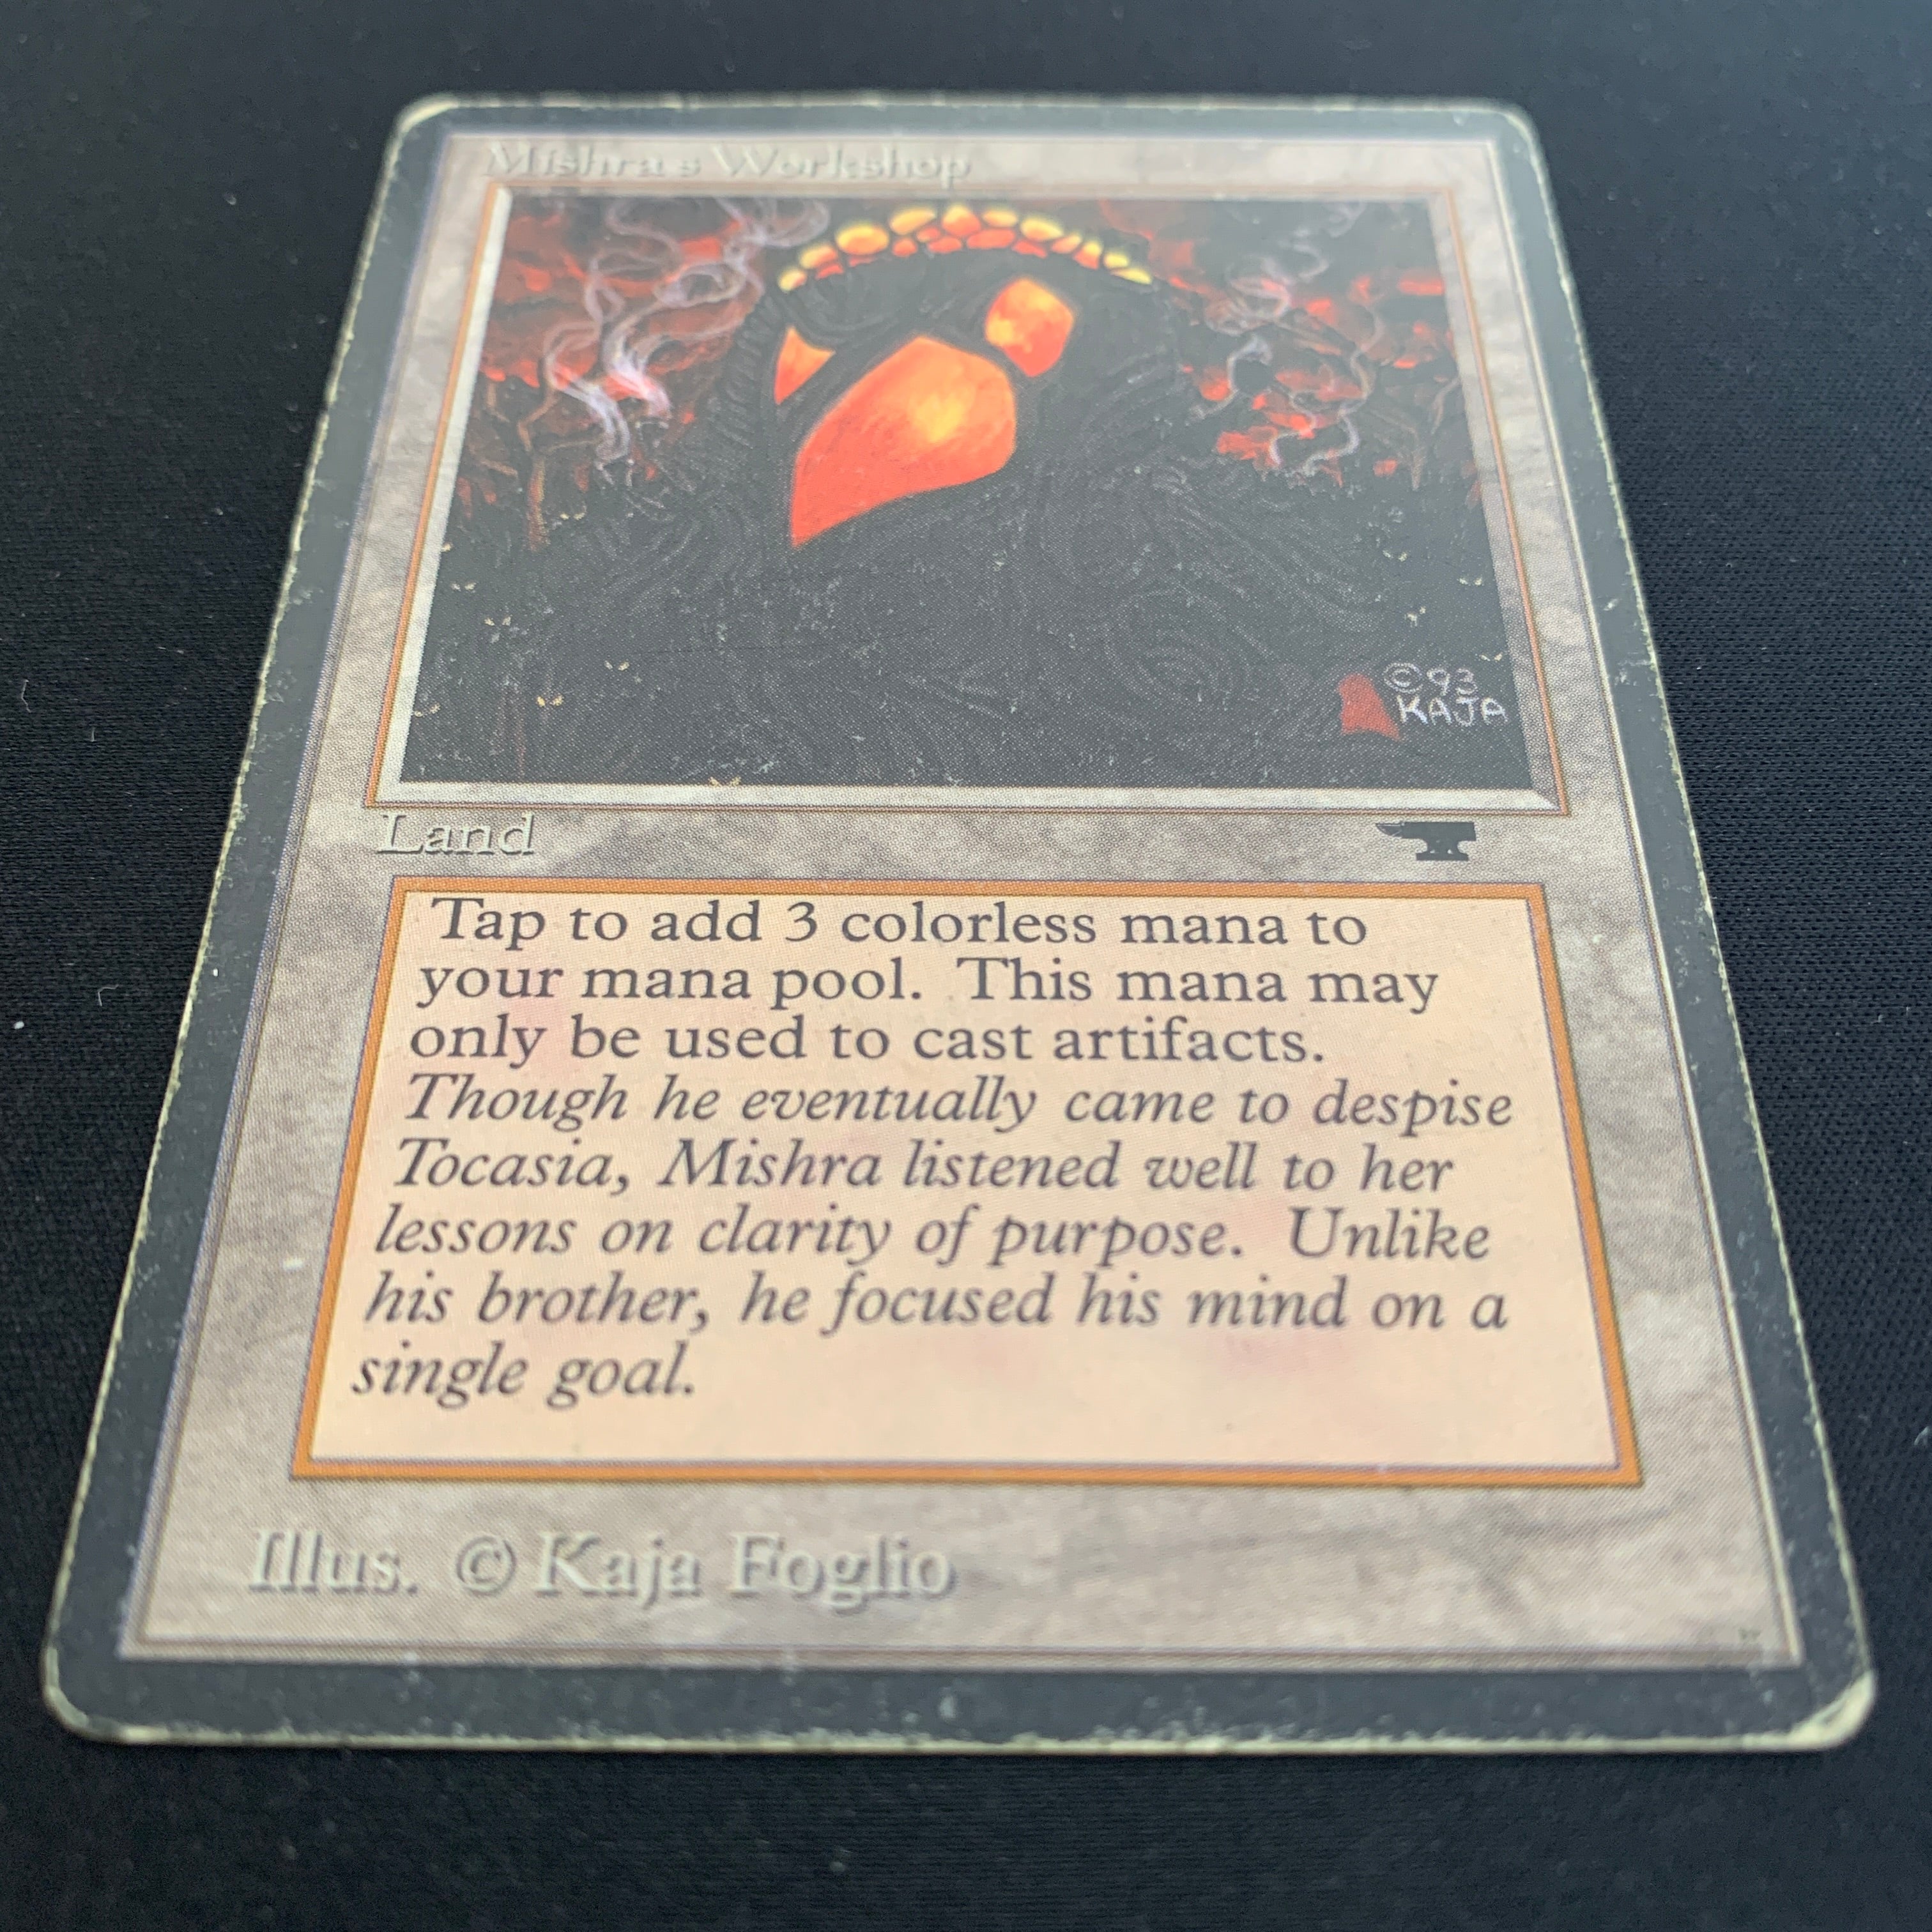 Mishra's Workshop
©93
KAJA
Land
Tap to add 3 colorless mana to
your mana pool.  This mana may
only be used to cast artifacts.
Though he eventually came to despise
Tocasia, Mishra listened well to her
lessons on clarity of purpose.  Unlike
his brother, he focused his mind on a
single goal.
Illus. © Kaja Foglio